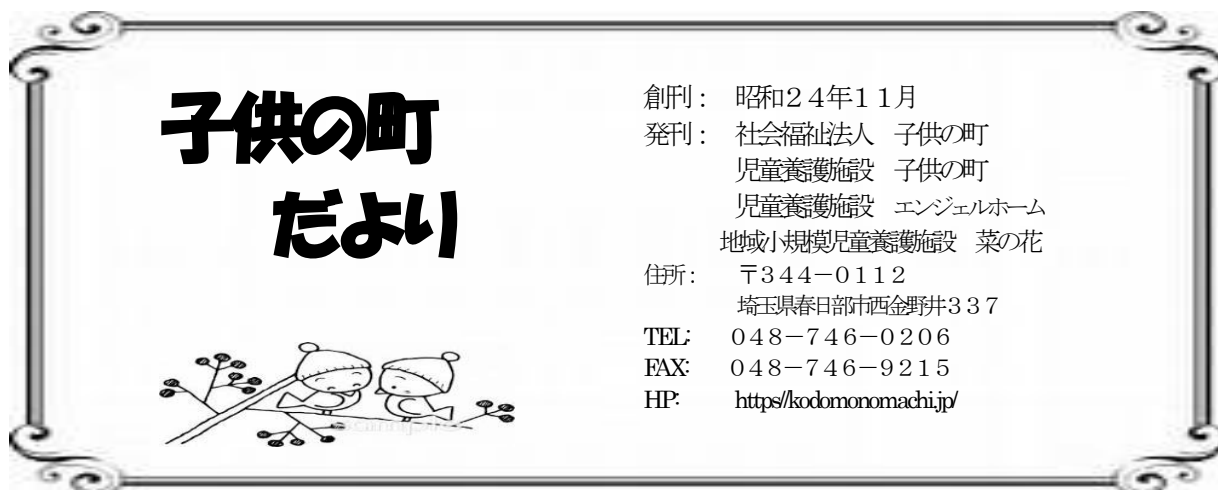 子供の町
だより
創刊： 昭和２４年１１月
発刊： 社会福祉法人　子供の町
児童養護施設　子供の町
児童養護施設　エンジェルホーム
地域小規模児童養護施設　菜の花
住所： 〒３４４－０１１２
埼玉県春日部市西金野井３３７
TEL: ０４８－７４６－０２０６
FAX: ０４８－７４６－９２１５
HP: https//kodomonomachi.jp/